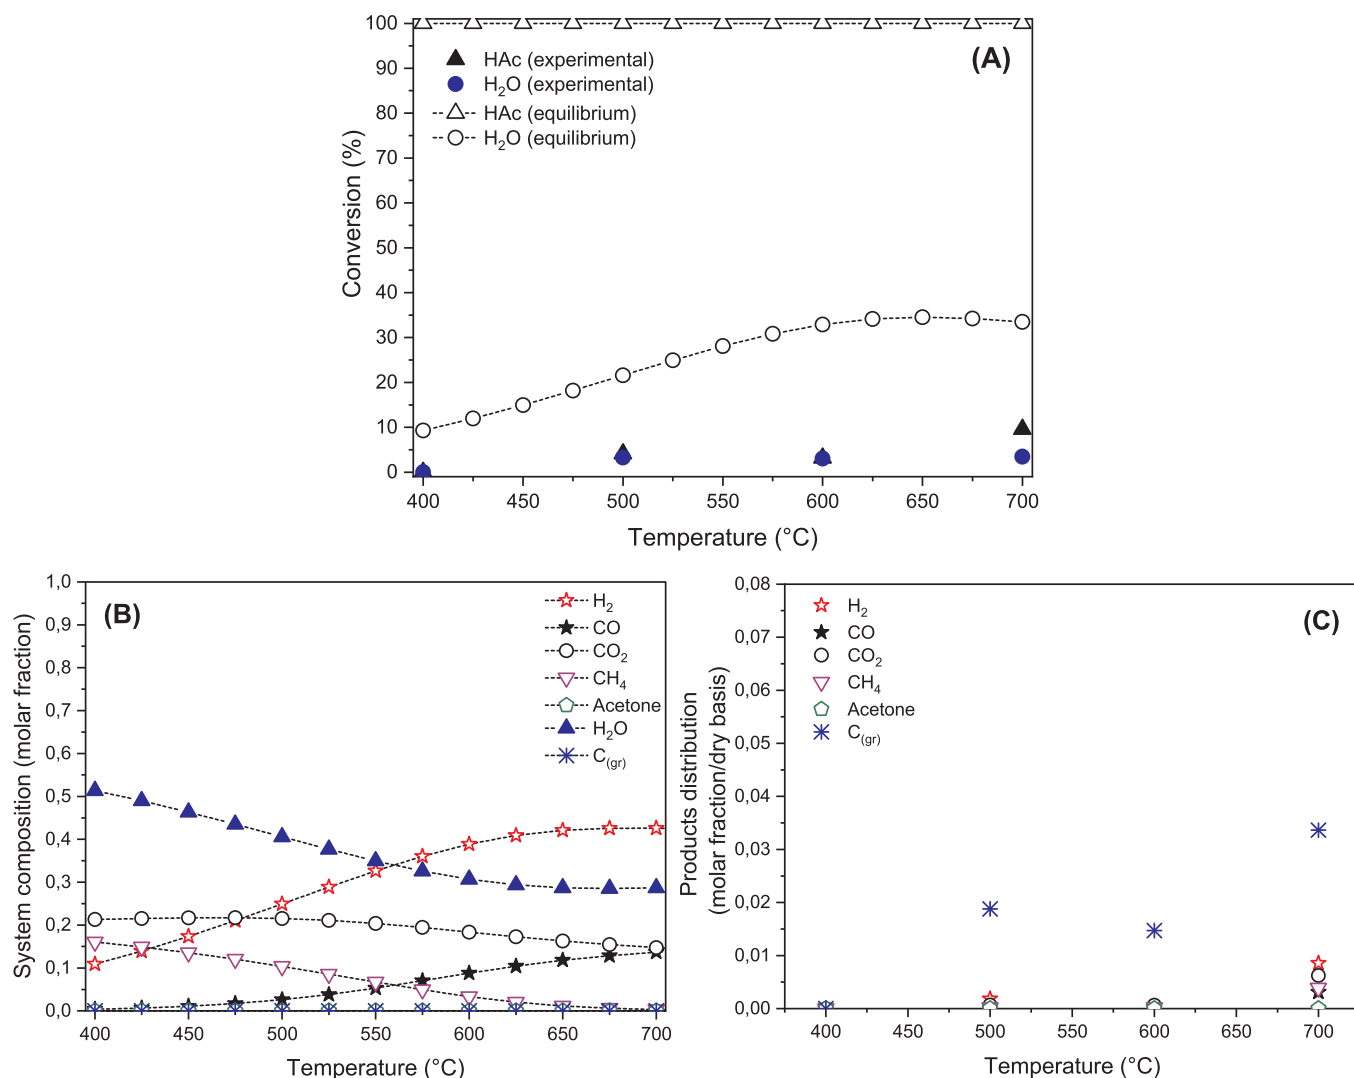 (A)
HAc (experimental)
H₂O (experimental)
HAc (equilibrium)
H₂O (equilibrium)
Conversion (%)
100
90
80
70
60
50
40
30
20
10
0
400 450 500 550 600 650 700
Temperature (°C)
(B)
H₂
CO
CO₂
CH₄
Acetone
H₂O
C₍gr₎
System composition (molar fraction)
1,0
0,9
0,8
0,7
0,6
0,5
0,4
0,3
0,2
0,1
0,0
400 450 500 550 600 650 700
Temperature (°C)
(C)
H₂
CO
CO₂
CH₄
Acetone
C₍gr₎
Products distribution
(molar fraction/dry basis)
0,08
0,07
0,06
0,05
0,04
0,03
0,02
0,01
0,00
400 450 500 550 600 650 700
Temperature (°C)